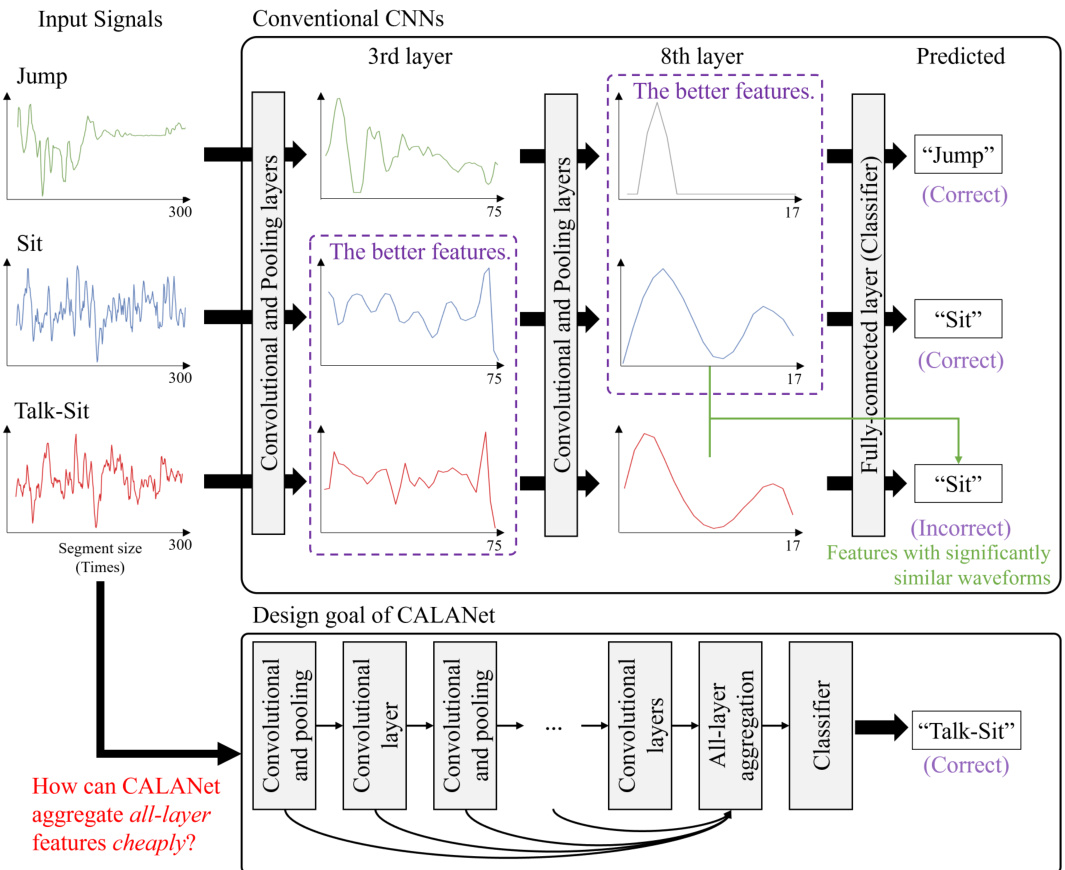 Input Signals
Conventional CNNs
3rd layer
8th layer
Predicted
Jump
300
Convolutional and Pooling layers
75
Convolutional and Pooling layers
The better features.
17
Fully-connected layer (Classifier)
“Jump”
(Correct)
Sit
300
The better features.
75
17
“Sit”
(Correct)
Talk-Sit
300
Segment size
(Times)
75
17
“Sit”
(Incorrect)
Features with significantly
similar waveforms
Design goal of CALANet
Convolutional
and pooling
Convolutional
layer
Convolutional
and pooling
...
Convolutional
layers
All-layer
aggregation
Classifier
“Talk-Sit”
(Correct)
How can CALANet
aggregate all-layer
features cheaply?